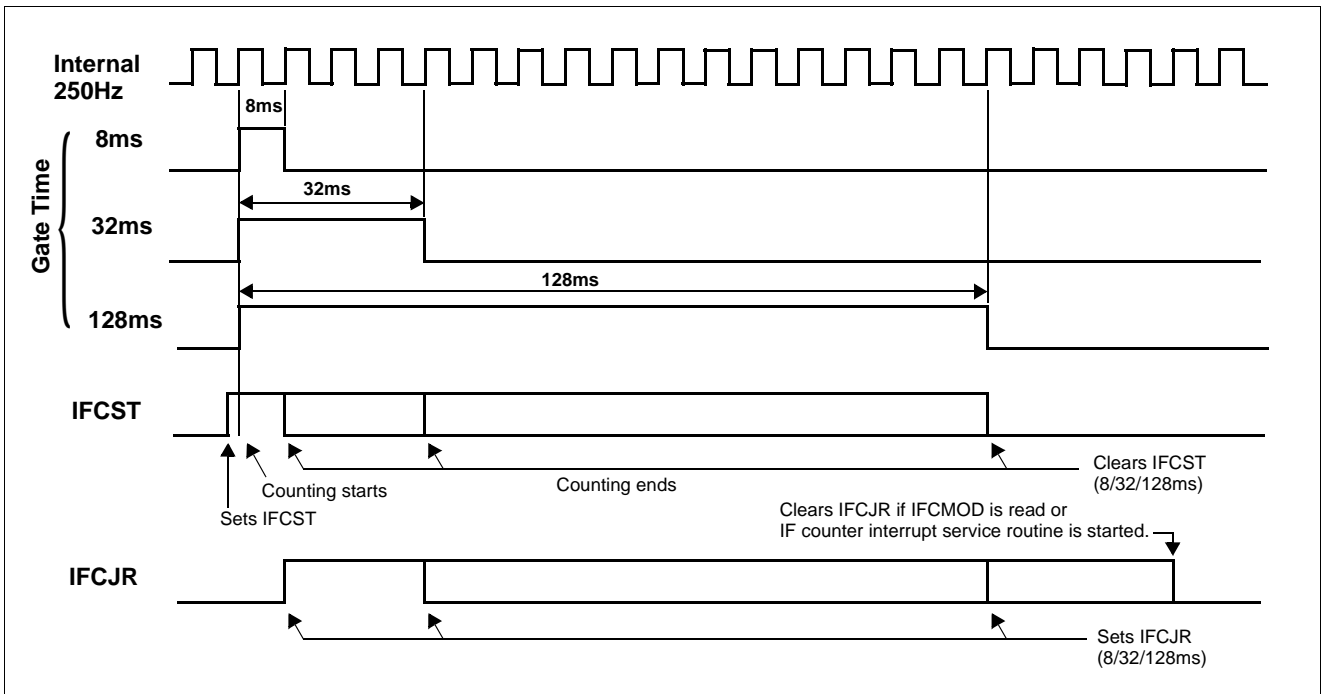 Internal
250Hz
8ms
Gate Time
8ms
32ms
32ms
128ms
128ms
IFCST
Counting starts
Sets IFCST
Counting ends
Clears IFCST
(8/32/128ms)
Clears IFCJR if IFCMOD is read or
IF counter interrupt service routine is started.
IFCJR
Sets IFCJR
(8/32/128ms)